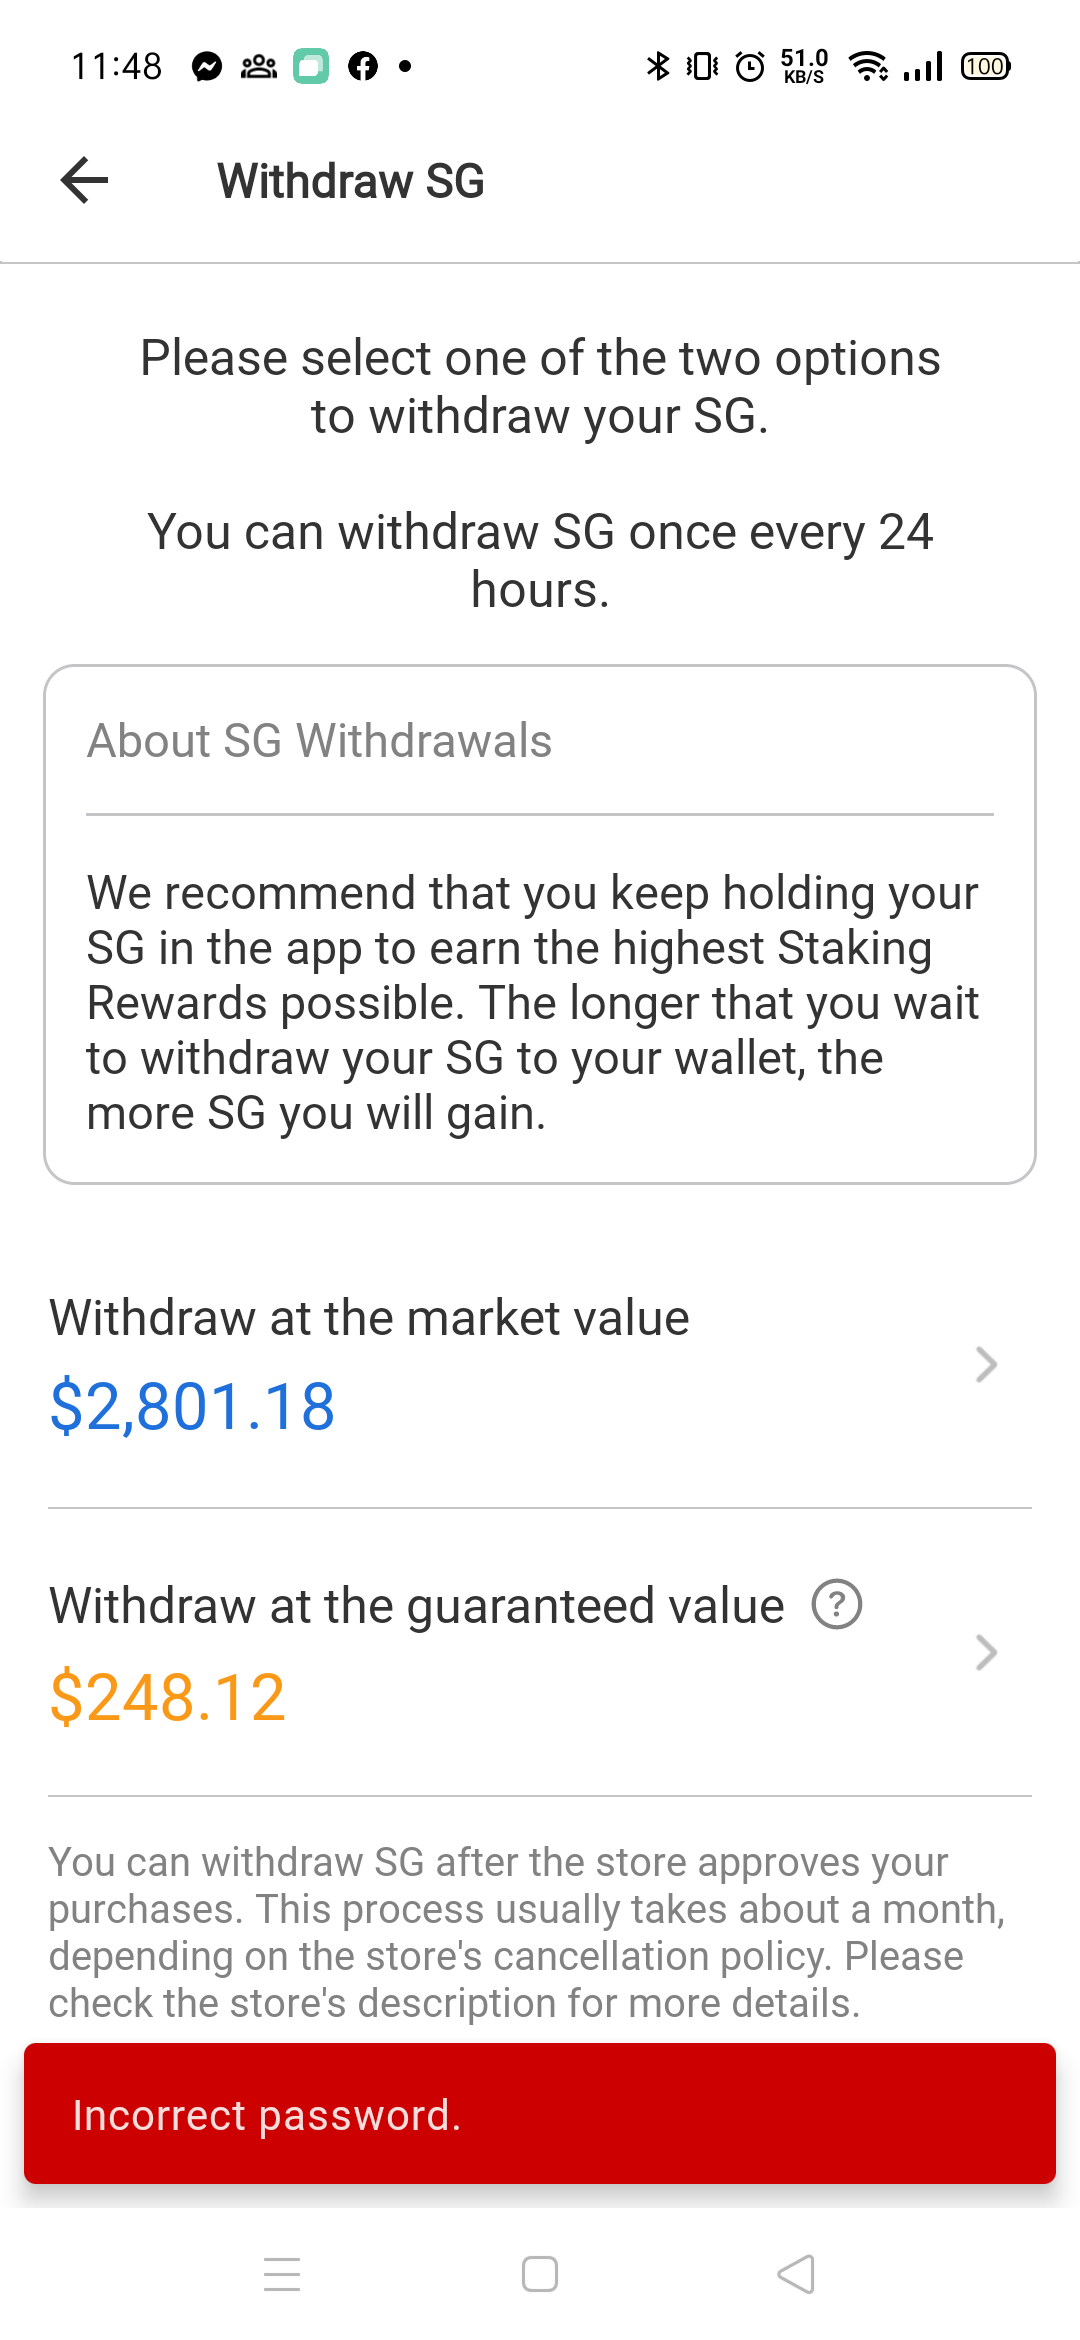 11:48
51.0
KB/S
100
Withdraw SG
Please select one of the two options
to withdraw your SG.
You can withdraw SG once every 24
hours.
About SG Withdrawals
We recommend that you keep holding your
SG in the app to earn the highest Staking
Rewards possible. The longer that you wait
to withdraw your SG to your wallet, the
more SG you will gain.
Withdraw at the market value
$2,801.18
Withdraw at the guaranteed value ?
$248.12
You can withdraw SG after the store approves your
purchases. This process usually takes about a month,
depending on the store's cancellation policy. Please
check the store's description for more details.
Incorrect password.